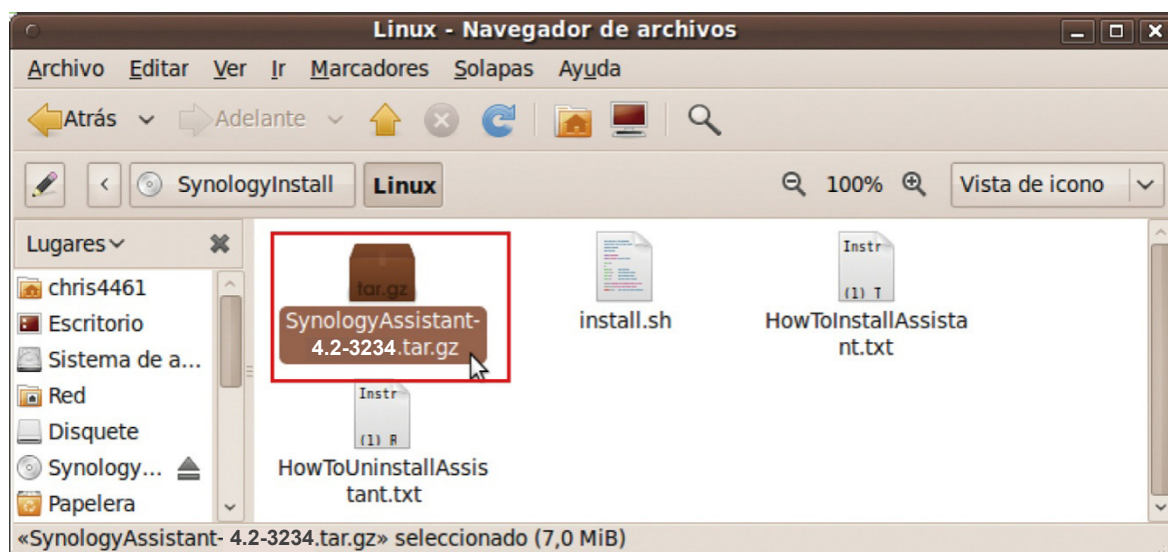 Linux - Navegador de archivos
Archivo Editar Ver Ir Marcadores Solapas Ayuda
Atrás Adelante
SynologyInstall Linux 100% Vista de icono
Lugares
chris4461
Escritorio
Sistema de a...
Red
Disquete
Synology...
Papelera
tar.gz
SynologyAssistant-
4.2-3234.tar.gz
install.sh
Instr
(1) T
HowToInstallAssista
nt.txt
Instr
(1) R
HowToUninstallAssis
tant.txt
«SynologyAssistant- 4.2-3234.tar.gz» seleccionado (7,0 MiB)